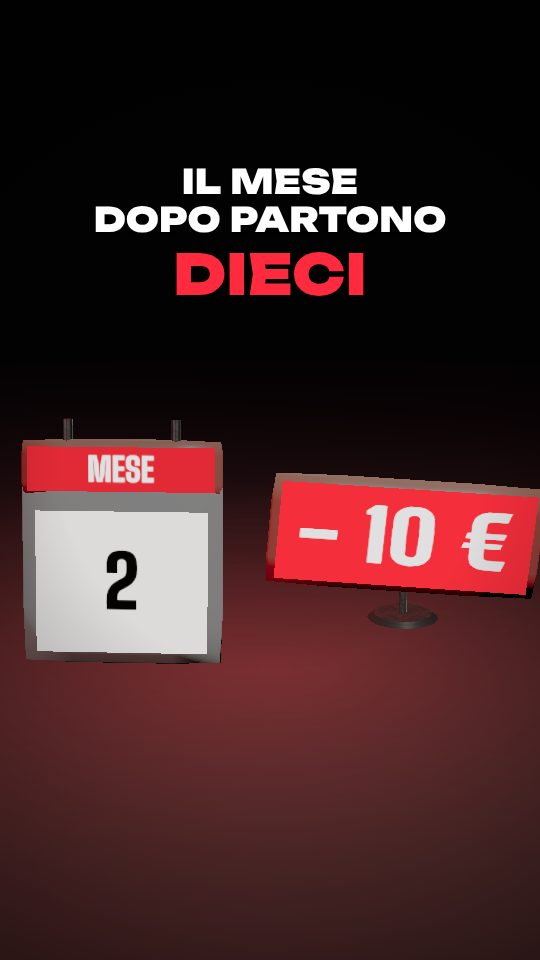 IL MESE
DOPO PARTONO
DIECI
MESE
2
- 10 €